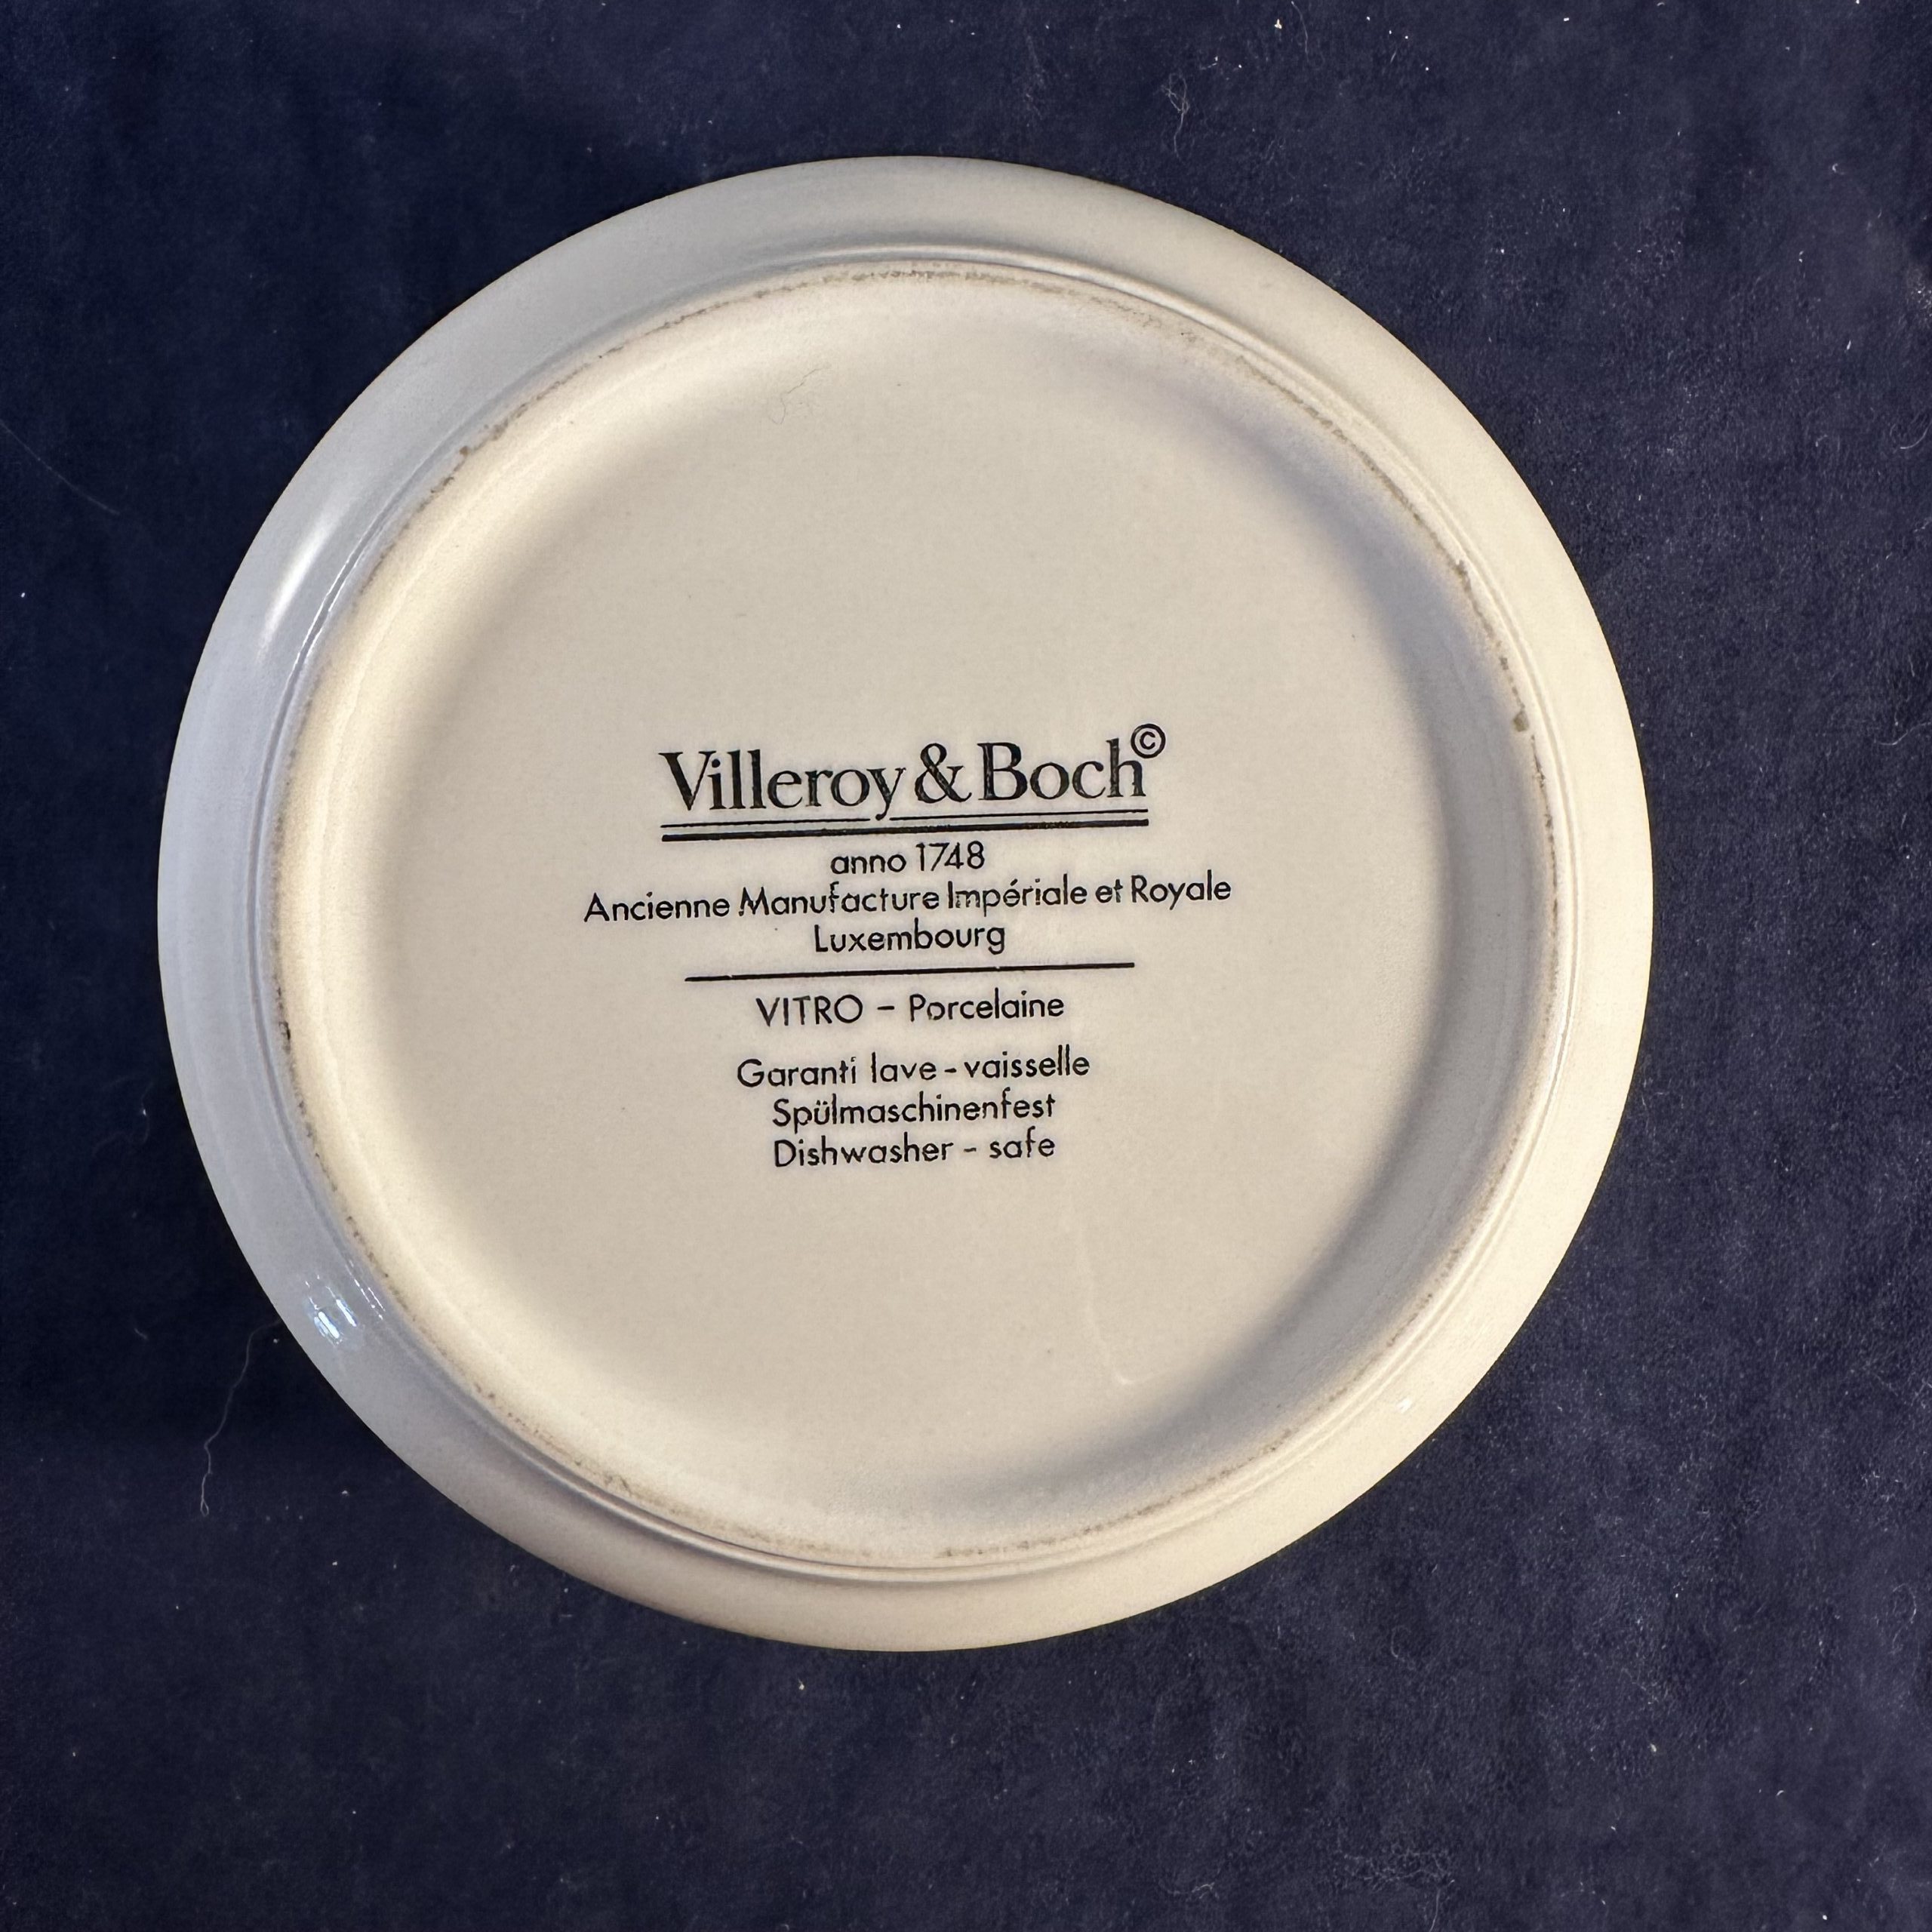 Villeroy & Boch©
anno 1748
Ancienne Manufacture Impériale et Royale
Luxembourg
VITRO – Porcelaine
Garanti lave - vaisselle
Spülmaschinenfest
Dishwasher - safe